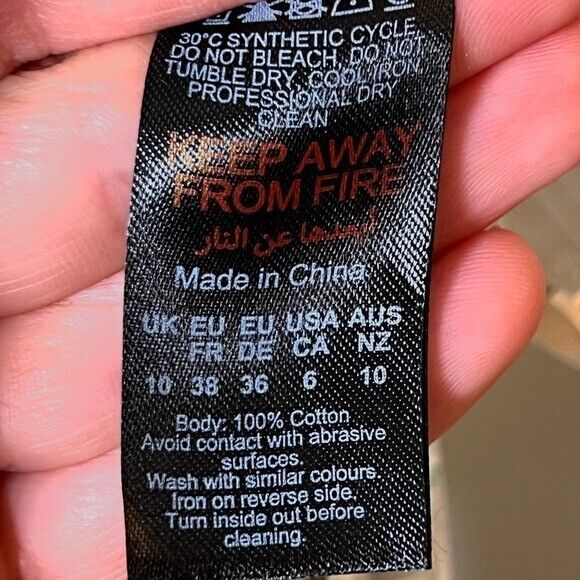 30°C SYNTHETIC CYCLE
DO NOT BLEACH, DO NOT
TUMBLE DRY, COOL IRON
PROFESSIONAL DRY
CLEAN
KEEP AWAY
FROM FIRE
أبعدها عن النار
Made in China
UK EU EU USA AUS
FR DE CA NZ
10 38 36 6 10
Body: 100% Cotton
Avoid contact with abrasive
surfaces.
Wash with similar colours.
Iron on reverse side.
Turn inside out before
cleaning.